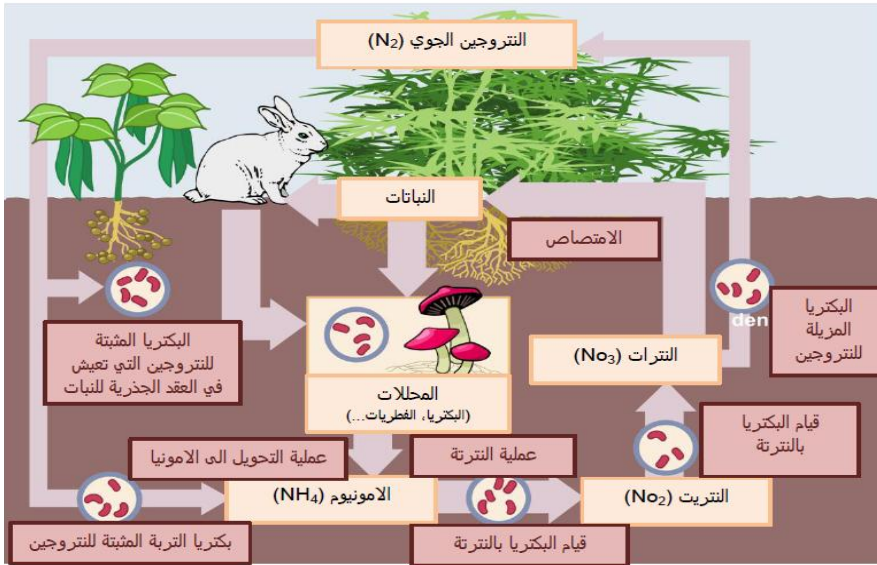 النتروجين الجوي (N₂)
النباتات
الامتصاص
البكتريا
المزيلة
للنتروجين
den
البكتريا المثبتة
للنتروجين التي تعيش
في العقد الجذرية للنبات
النترات (No₃)
المحللات
(البكتريا، الفطريات...)
قيام البكتريا
بالنترتة
عملية النترتة
عملية التحويل الى الامونيا
الامونيوم (NH₄)
النتريت (No₂)
قيام البكتريا بالنترتة
بكتريا التربة المثبتة للنتروجين